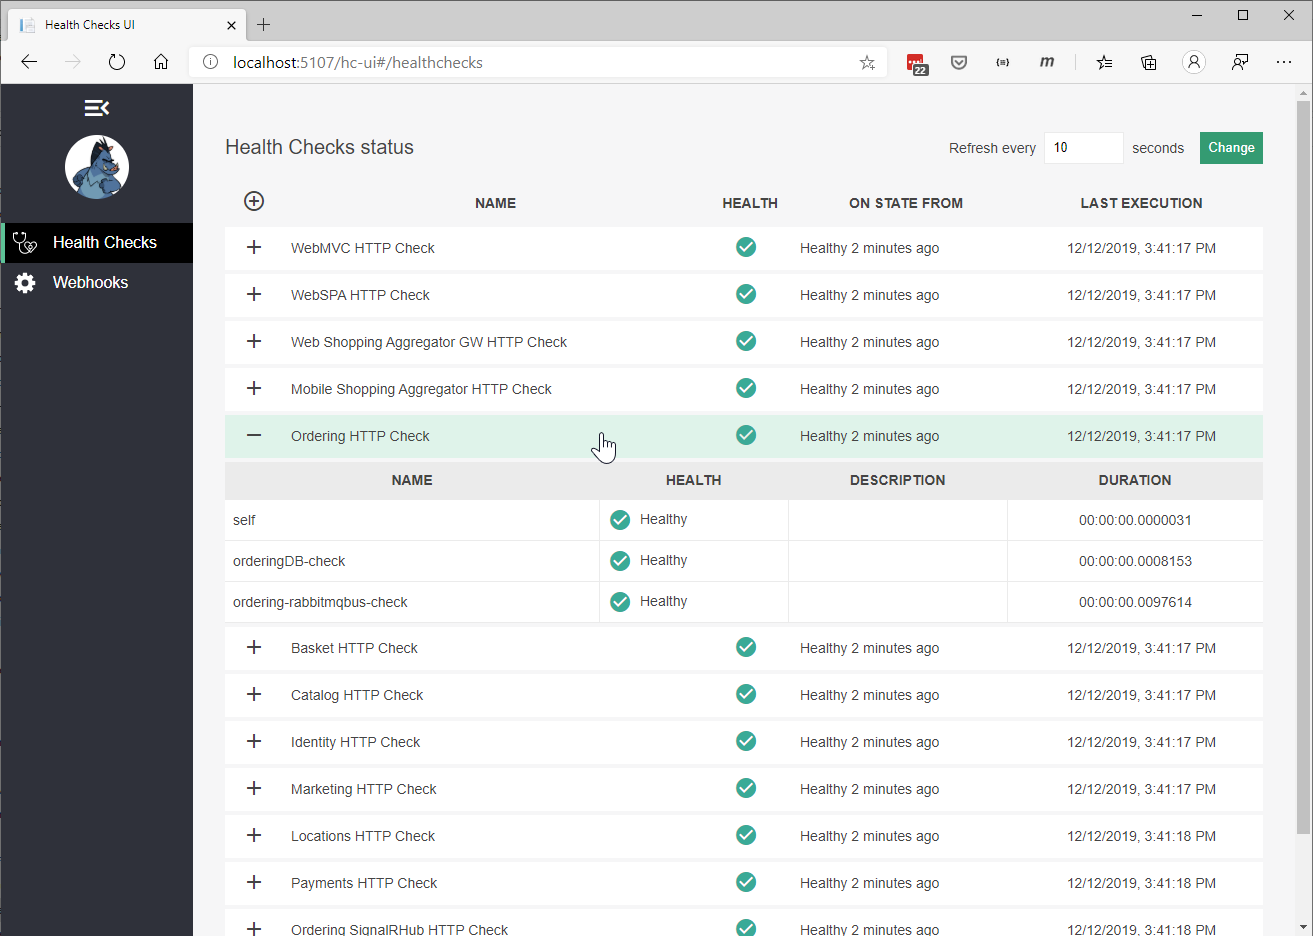 Health Checks UI
localhost:5107/hc-ui#/healthchecks
22
m
Health Checks status
Refresh every 10 seconds Change
Health Checks
Webhooks
NAME HEALTH ON STATE FROM LAST EXECUTION
WebMVC HTTP Check Healthy 2 minutes ago 12/12/2019, 3:41:17 PM
WebSPA HTTP Check Healthy 2 minutes ago 12/12/2019, 3:41:17 PM
Web Shopping Aggregator GW HTTP Check Healthy 2 minutes ago 12/12/2019, 3:41:17 PM
Mobile Shopping Aggregator HTTP Check Healthy 2 minutes ago 12/12/2019, 3:41:17 PM
Ordering HTTP Check Healthy 2 minutes ago 12/12/2019, 3:41:17 PM
NAME HEALTH DESCRIPTION DURATION
self Healthy 00:00:00.0000031
orderingDB-check Healthy 00:00:00.0008153
ordering-rabbitmqbus-check Healthy 00:00:00.0097614
Basket HTTP Check Healthy 2 minutes ago 12/12/2019, 3:41:17 PM
Catalog HTTP Check Healthy 2 minutes ago 12/12/2019, 3:41:17 PM
Identity HTTP Check Healthy 2 minutes ago 12/12/2019, 3:41:17 PM
Marketing HTTP Check Healthy 2 minutes ago 12/12/2019, 3:41:17 PM
Locations HTTP Check Healthy 2 minutes ago 12/12/2019, 3:41:18 PM
Payments HTTP Check Healthy 2 minutes ago 12/12/2019, 3:41:18 PM
Ordering SignalRHub HTTP Check Healthy 2 minutes ago 12/12/2019, 3:41:18 PM